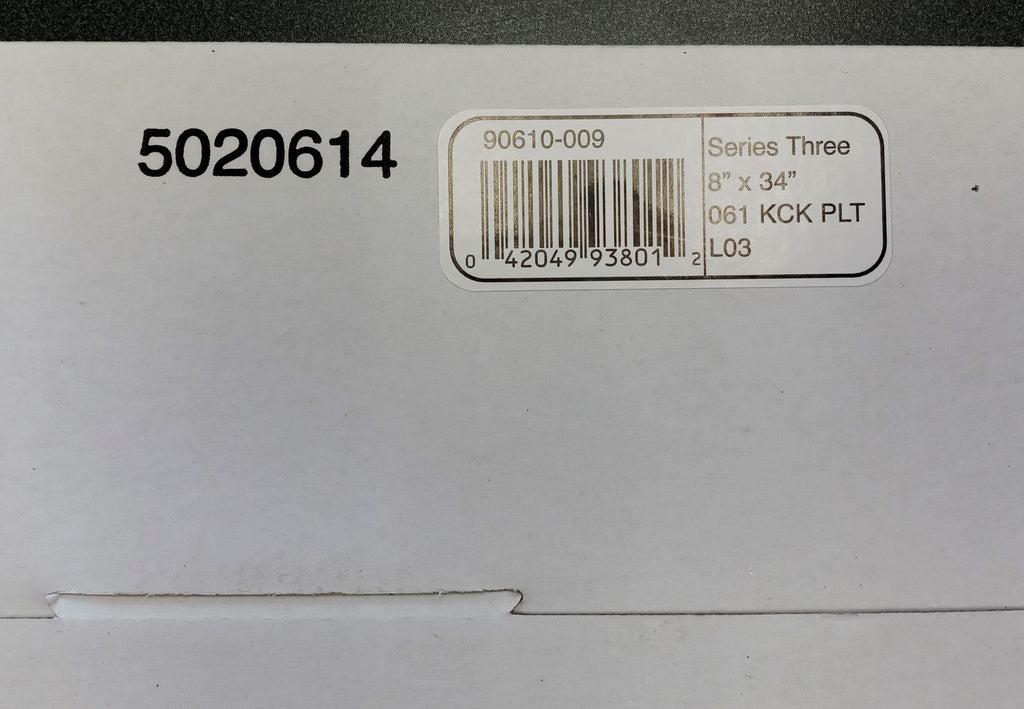 5020614
90610-009
0 42049 93801 2
Series Three
8” x 34”
061 KCK PLT
L03